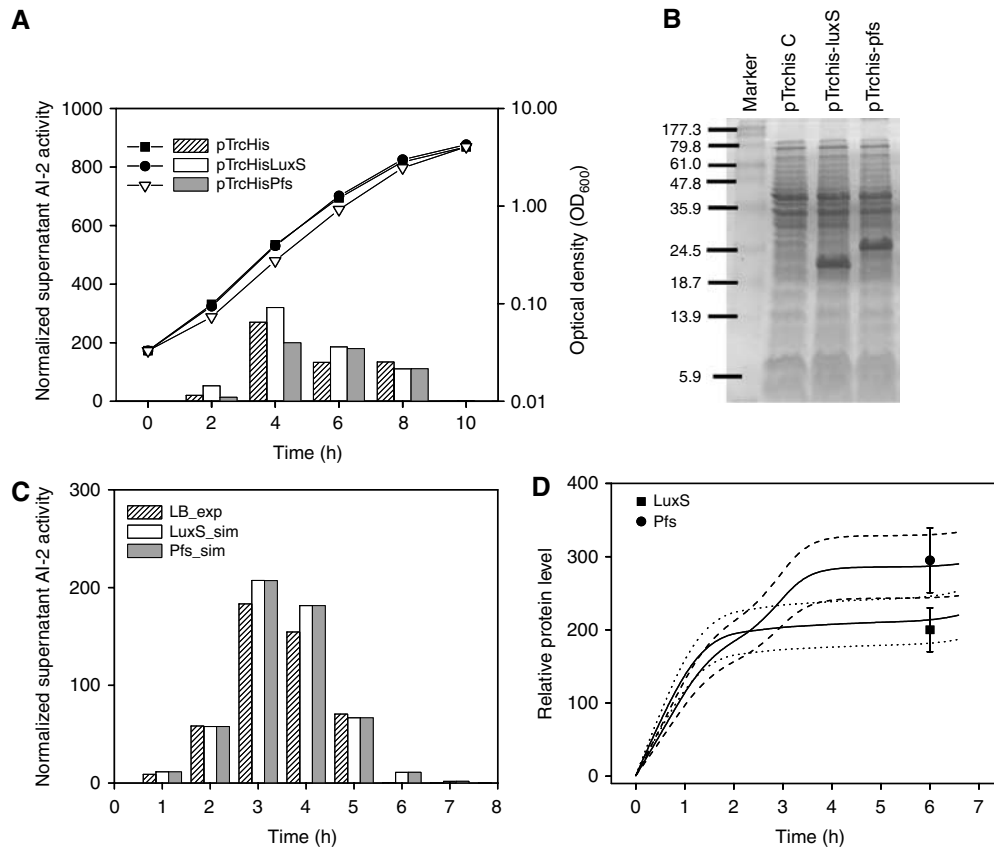 A
Normalized supernatant AI-2 activity
1000
800
600
400
200
0
pTrcHis
pTrcHisLuxS
pTrcHisPfs
10.00
1.00
0.10
0.01
Optical density (OD600)
0 2 4 6 8 10
Time (h)
B
Marker
pTrchis C
pTrchis-luxS
pTrchis-pfs
177.3
79.8
61.0
47.8
35.9
24.5
18.7
13.9
5.9
C
Normalized supernatant AI-2 activity
300
200
100
0
LB_exp
LuxS_sim
Pfs_sim
0 1 2 3 4 5 6 7 8
Time (h)
D
Relative protein level
400
300
200
100
0
LuxS
Pfs
0 1 2 3 4 5 6 7
Time (h)